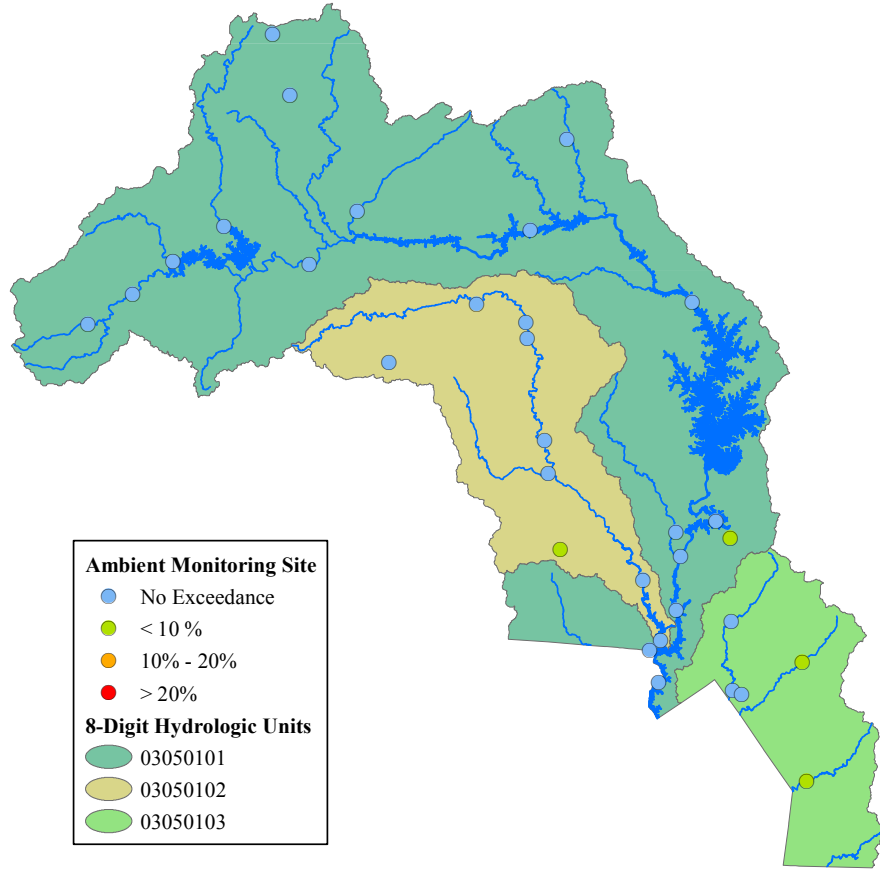 Ambient Monitoring Site
No Exceedance
< 10 %
10% - 20%
> 20%
8-Digit Hydrologic Units
03050101
03050102
03050103